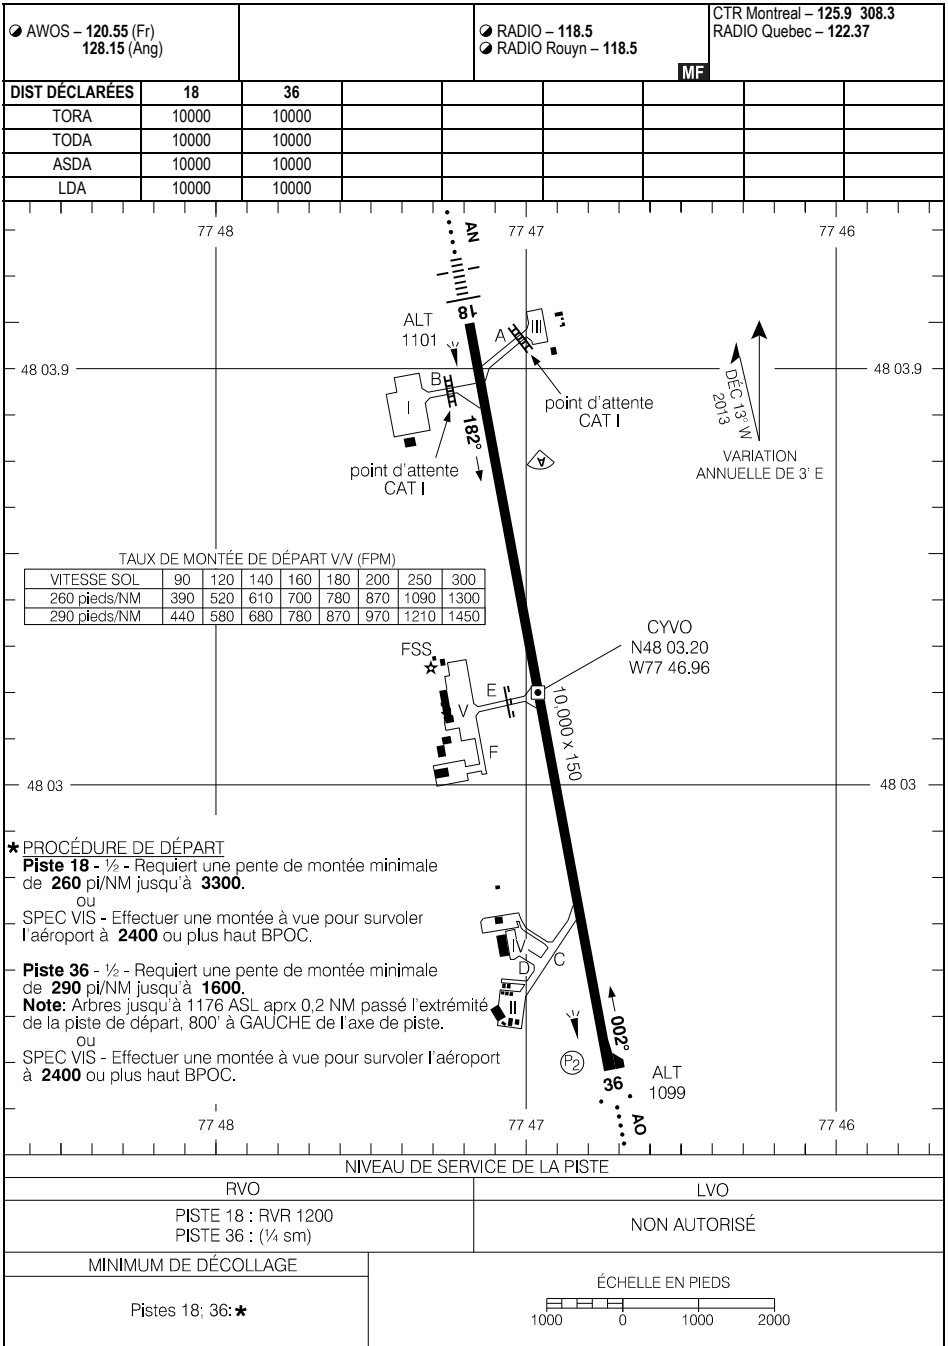 AWOS – 120.55 (Fr)
128.15 (Ang)
RADIO – 118.5
RADIO Rouyn – 118.5
MF
CTR Montreal – 125.9 308.3
RADIO Quebec – 122.37
DIST DÉCLARÉES 18 36
TORA 10000 10000
TODA 10000 10000
ASDA 10000 10000
LDA 10000 10000
77 48 77 47 77 46
AN
18
ALT
1101
A
III
B
I
48 03.9 48 03.9
point d'attente
CAT I
182°
point d'attente
CAT I
A
DÉC 13° W
2013
VARIATION
ANNUELLE DE 3' E
TAUX DE MONTÉE DE DÉPART V/V (FPM)
VITESSE SOL 90 120 140 160 180 200 250 300
260 pieds/NM 390 520 610 700 780 870 1090 1300
290 pieds/NM 440 580 680 780 870 970 1210 1450
CYVO
N48 03.20
W77 46.96
FSS
E
V
F
10,000 x 150
48 03 48 03
* PROCÉDURE DE DÉPART
Piste 18 - ½ - Requiert une pente de montée minimale
de 260 pi/NM jusqu'à 3300.
ou
SPEC VIS - Effectuer une montée à vue pour survoler
l'aéroport à 2400 ou plus haut BPOC.
Piste 36 - ½ - Requiert une pente de montée minimale
de 290 pi/NM jusqu'à 1600.
Note: Arbres jusqu'à 1176 ASL aprx 0,2 NM passé l'extrémité
de la piste de départ, 800' à GAUCHE de l'axe de piste.
ou
SPEC VIS - Effectuer une montée à vue pour survoler l'aéroport
à 2400 ou plus haut BPOC.
IV
D
C
II
002°
P2
36
ALT
1099
AO
77 48 77 47 77 46
NIVEAU DE SERVICE DE LA PISTE
RVO LVO
PISTE 18 : RVR 1200
PISTE 36 : (¼ sm)
NON AUTORISÉ
MINIMUM DE DÉCOLLAGE
Pistes 18; 36: *
ÉCHELLE EN PIEDS
1000 0 1000 2000